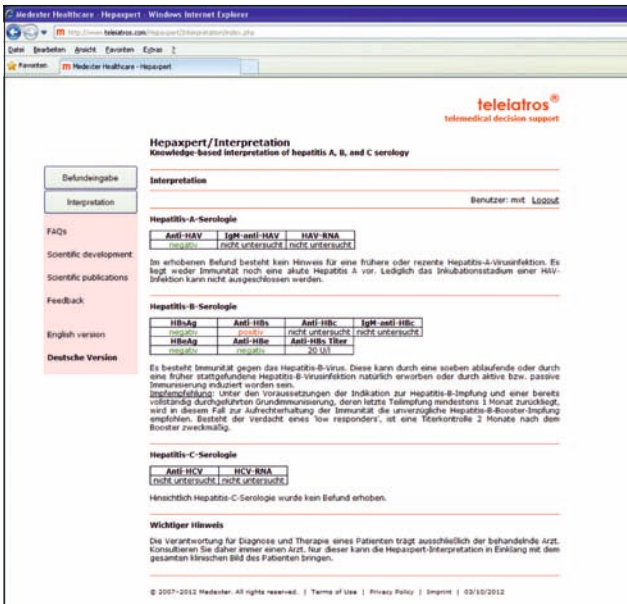 Medexter Healthcare - Hepaxpert - Windows Internet Explorer
http://www.teleiatros.com/Hepaxpert/Interpretation/index.php
Datei Bearbeiten Ansicht Favoriten Extras ?
Favoriten Medexter Healthcare - Hepaxpert
teleiatros®
telemedical decision support
Hepaxpert/Interpretation
Knowledge-based interpretation of hepatitis A, B, and C serology
Befundeingabe
Interpretation
FAQs
Scientific development
Scientific publications
Feedback
English version
Deutsche Version
Interpretation
Benutzer: mvt Logout
Hepatitis-A-Serologie
Anti-HAV IgM-anti-HAV HAV-RNA
negativ nicht untersucht nicht untersucht
Im erhobenen Befund besteht kein Hinweis für eine frühere oder rezente Hepatitis-A-Virusinfektion. Es
liegt weder Immunität noch eine akute Hepatitis A vor. Lediglich das Inkubationsstadium einer HAV-
Infektion kann nicht ausgeschlossen werden.
Hepatitis-B-Serologie
HBsAg Anti-HBs Anti-HBc IgM-anti-HBc
negativ positiv nicht untersucht nicht untersucht
HBeAg Anti-HBe Anti-HBs Titer
negativ negativ 20 U/l
Es besteht Immunität gegen das Hepatitis-B-Virus. Diese kann durch eine soeben ablaufende oder durch
eine früher stattgefundene Hepatitis-B-Virusinfektion natürlich erworben oder durch aktive bzw. passive
Immunisierung induziert worden sein.
Impfempfehlung: Unter den Voraussetzungen der Indikation zur Hepatitis-B-Impfung und einer bereits
vollständig durchgeführten Grundimmunisierung, deren letzte Teilimpfung mindestens 1 Monat zurückliegt,
wird in diesem Fall zur Aufrechterhaltung der Immunität die unverzügliche Hepatitis-B-Booster-Impfung
empfohlen. Besteht der Verdacht eines 'low responders', ist eine Titerkontrolle 2 Monate nach dem
Booster zweckmäßig.
Hepatitis-C-Serologie
Anti-HCV HCV-RNA
nicht untersucht nicht untersucht
Hinsichtlich Hepatitis-C-Serologie wurde kein Befund erhoben.
Wichtiger Hinweis
Die Verantwortung für Diagnose und Therapie eines Patienten trägt ausschließlich der behandelnde Arzt.
Konsultieren Sie daher immer einen Arzt. Nur dieser kann die Hepaxpert-Interpretation in Einklang mit dem
gesamten klinischen Bild des Patienten bringen.
© 2007-2012 Medexter. All rights reserved. | Terms of Use | Privacy Policy | Imprint | 03/10/2012